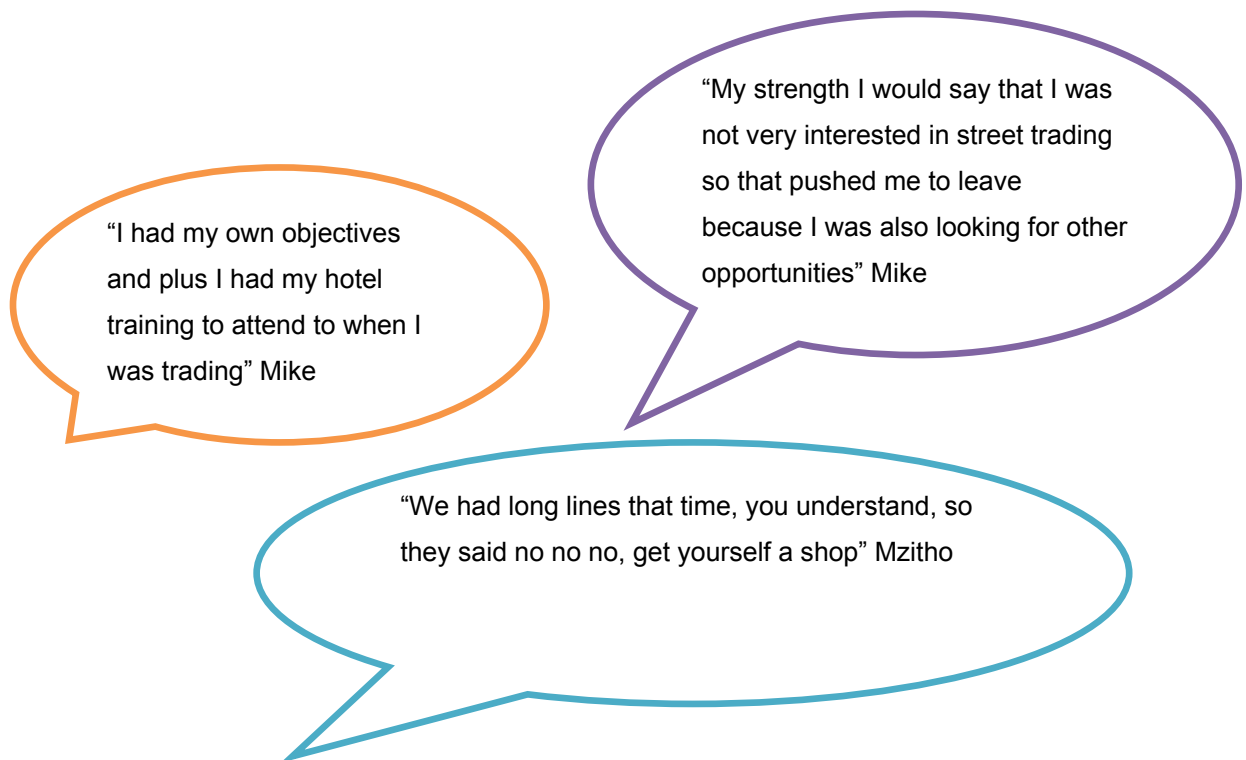 “My strength I would say that I was
not very interested in street trading
so that pushed me to leave
because I was also looking for other
opportunities” Mike
“I had my own objectives
and plus I had my hotel
training to attend to when I
was trading” Mike
“We had long lines that time, you understand, so
they said no no no, get yourself a shop” Mzitho